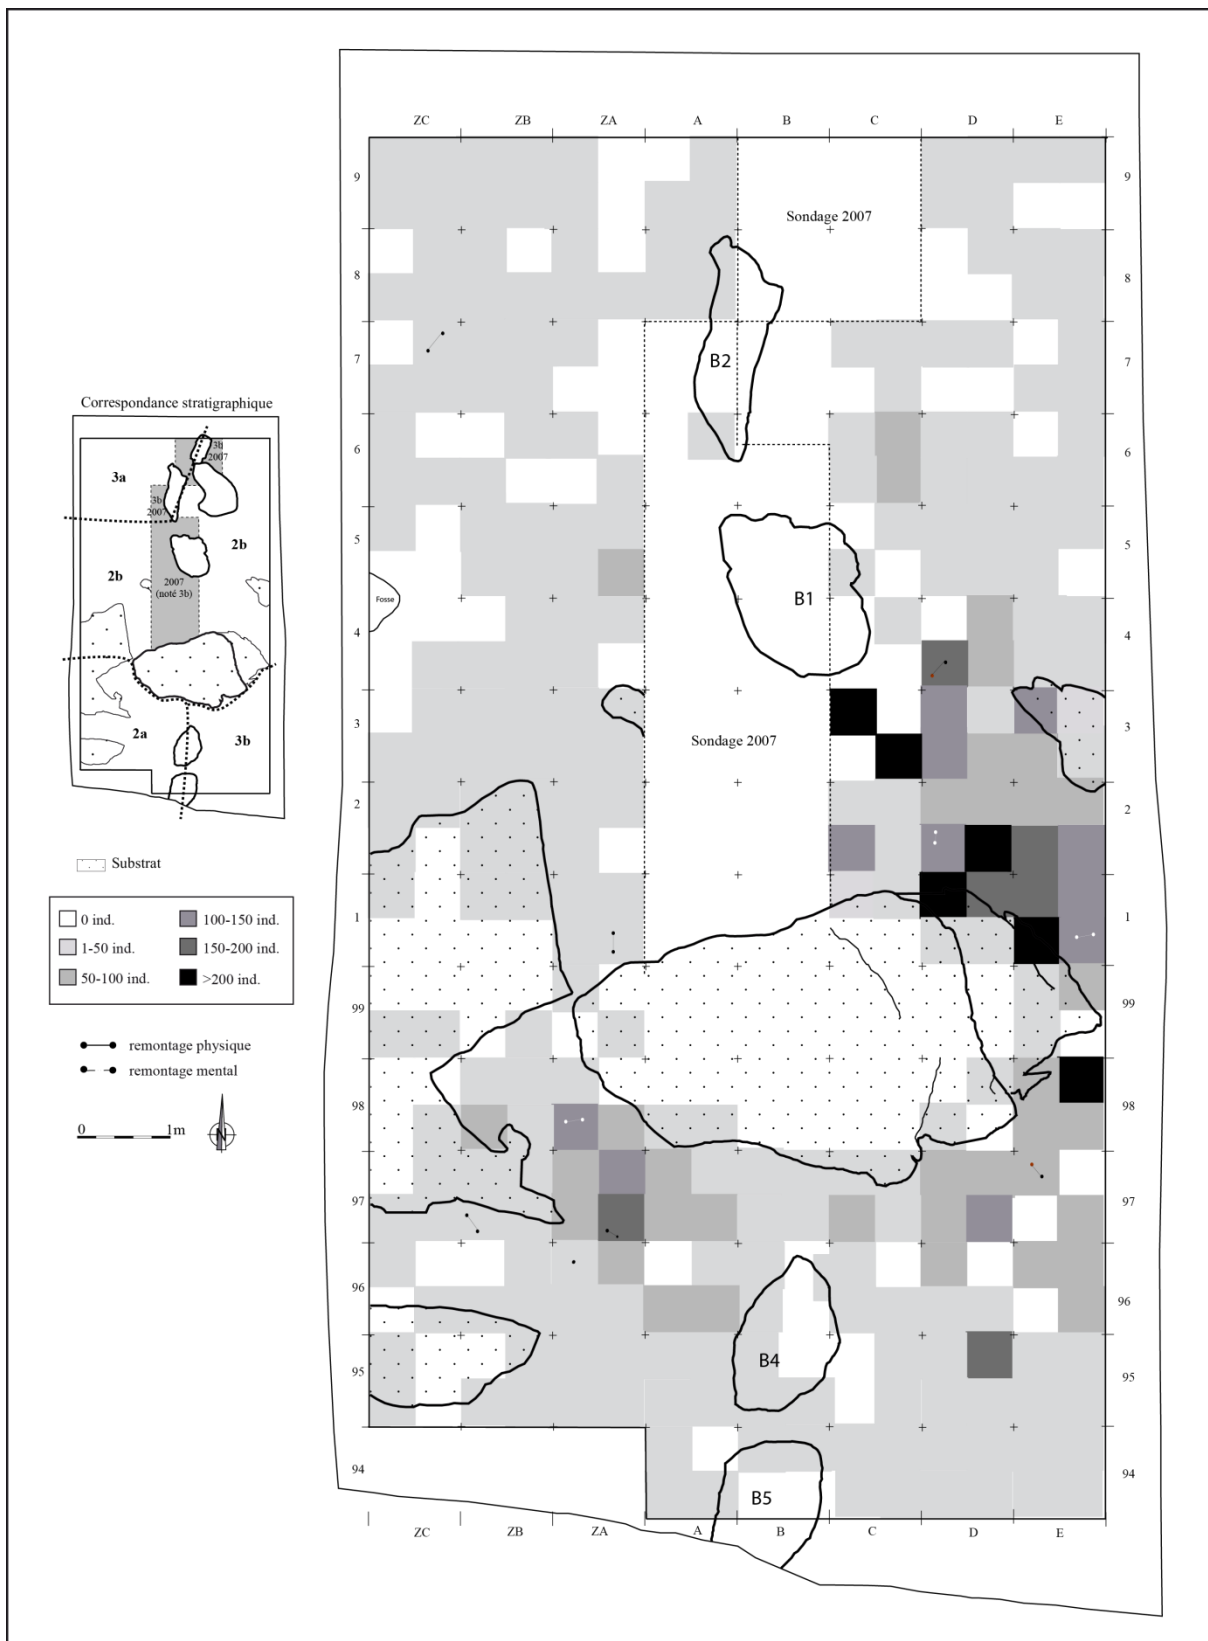 ZC ZB ZA A B C D E
9 9
Sondage 2007
8 8
B2
7 7
6 6
5 5
B1
Fosse
4 4
3 3
Sondage 2007
2 2
1 1
99 99
98 98
97 97
96 96
B4
95 95
94 94
B5
ZC ZB ZA A B C D E
Correspondance stratigraphique
3b
2007
3a
3b
2007
2b
2b
2007
(noté 3b)
2a
3b
Substrat
0 ind. 100-150 ind.
1-50 ind. 150-200 ind.
50-100 ind. >200 ind.
remontage physique
remontage mental
0 1m
N